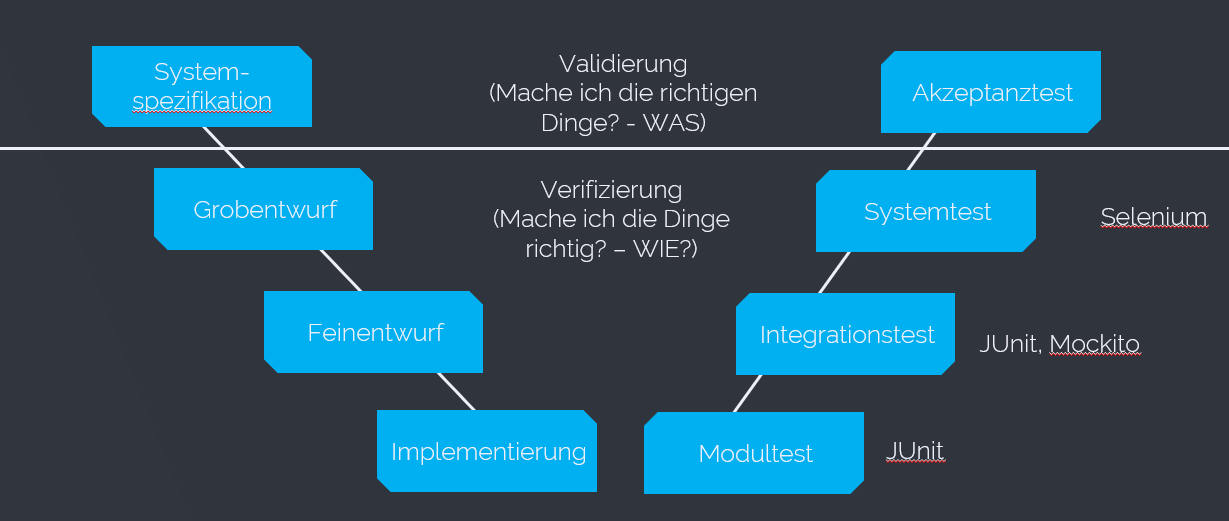 System-
spezifikation
Validierung
(Mache ich die richtigen
Dinge? - WAS)
Akzeptanztest
Grobentwurf
Verifizierung
(Mache ich die Dinge
richtig? – WIE?)
Systemtest
Selenium
Feinentwurf
Integrationstest
JUnit, Mockito
Implementierung
Modultest
JUnit